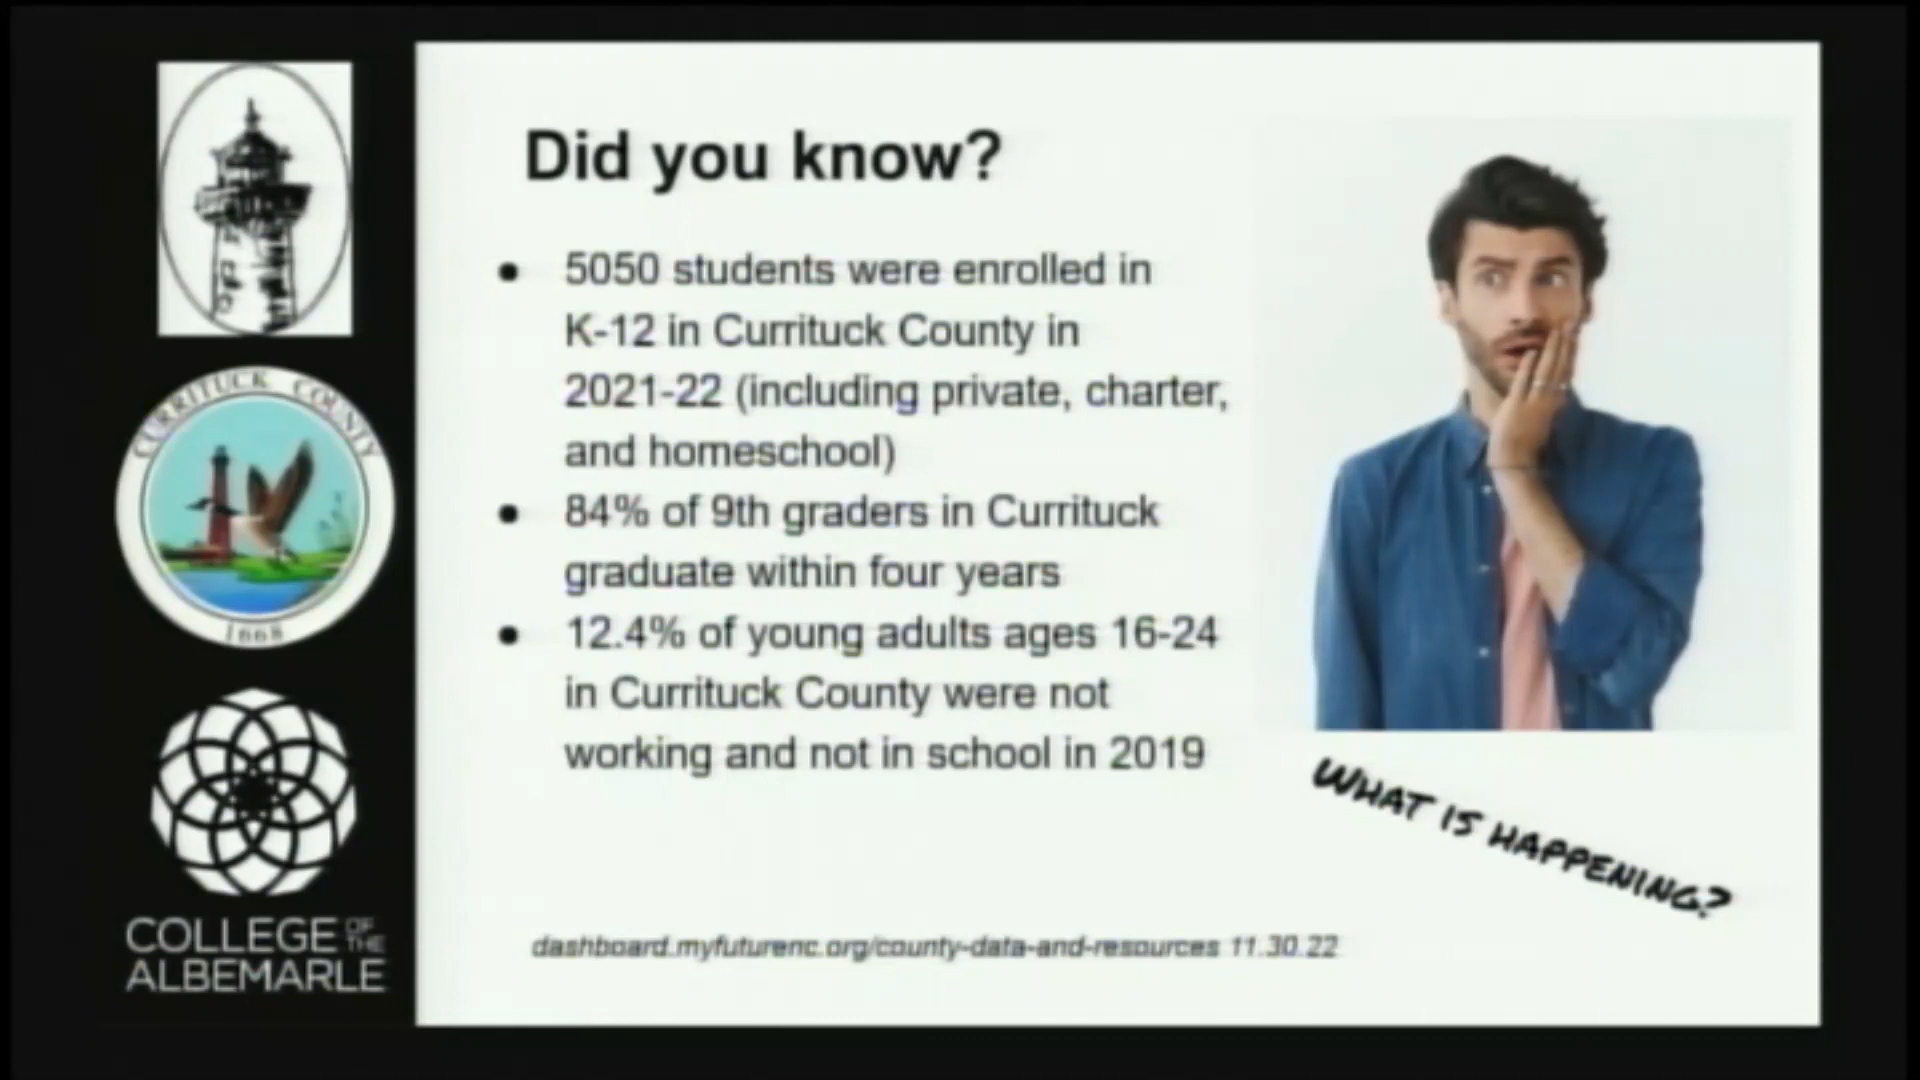 CURRITUCK COUNTY
1668
COLLEGE OF THE
ALBEMARLE
Did you know?
• 5050 students were enrolled in
K-12 in Currituck County in
2021-22 (including private, charter,
and homeschool)
• 84% of 9th graders in Currituck
graduate within four years
• 12.4% of young adults ages 16-24
in Currituck County were not
working and not in school in 2019
WHAT IS HAPPENING?
dashboard.myfuturenc.org/county-data-and-resources 11.30.22